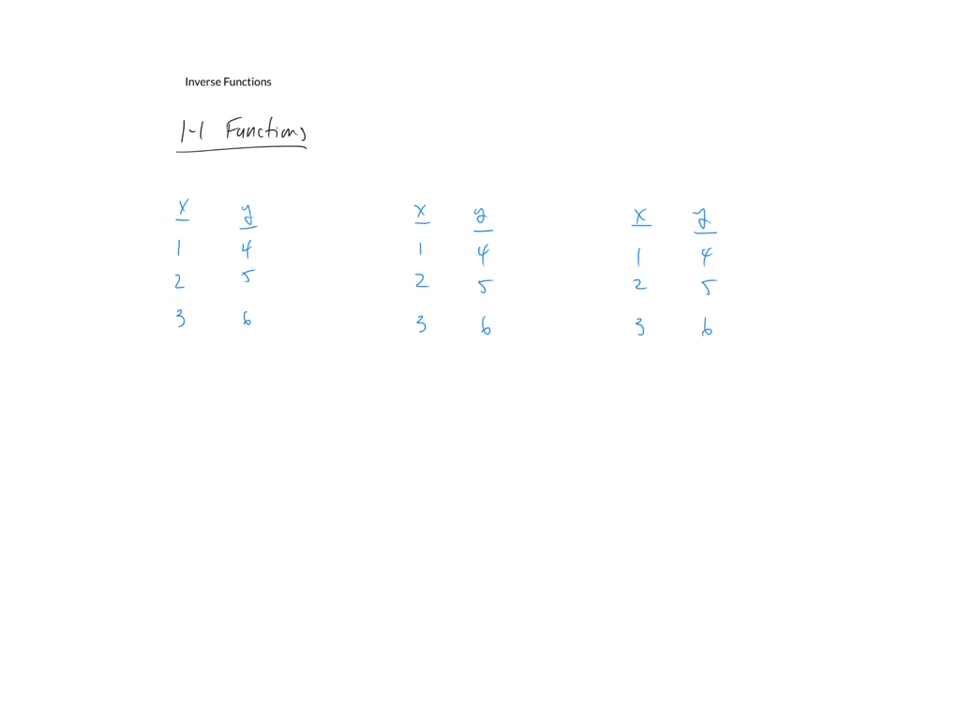 Inverse Functions
1-1 Functions
x y x y x y
1 4 1 4 1 4
2 5 2 5 2 5
3 6 3 6 3 6